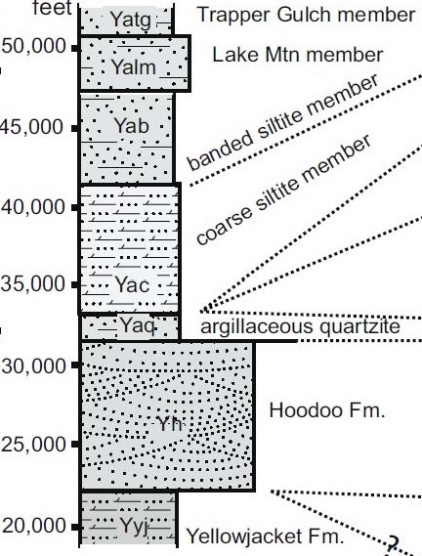 feet
Yatg
Trapper Gulch member
50,000
Yalm
Lake Mtn member
45,000
Yab
banded siltite member
40,000
coarse siltite member
35,000
Yac
Yaq
argillaceous quartzite
30,000
Hoodoo Fm.
Yh
25,000
20,000
Yyj
Yellowjacket Fm.
?